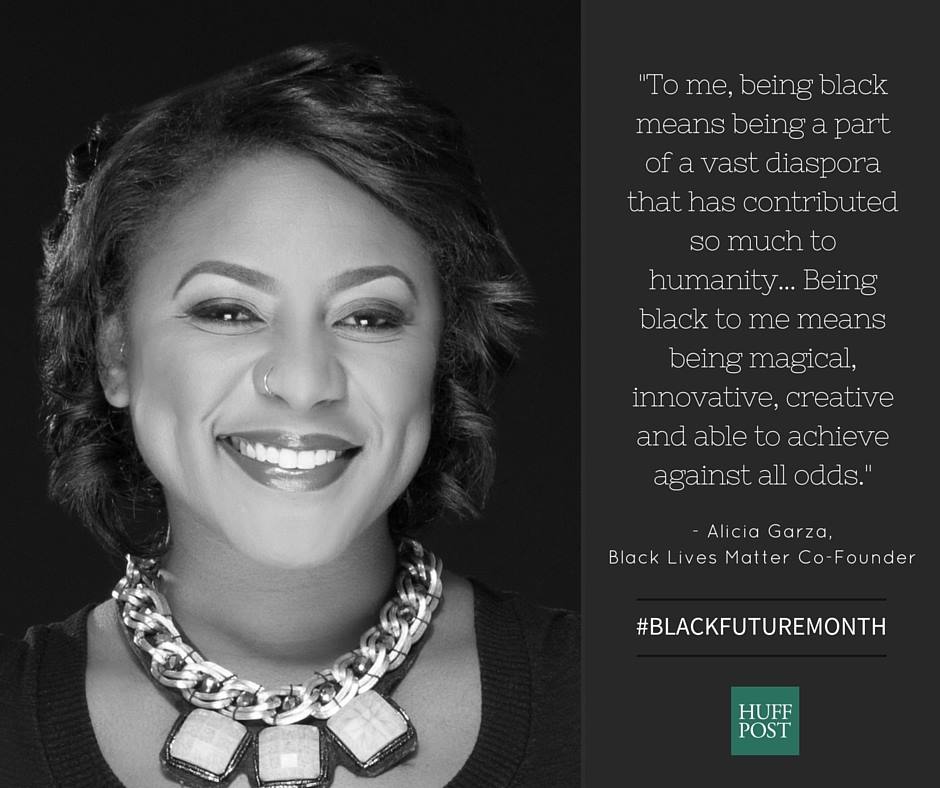 "To me, being black
means being a part
of a vast diaspora
that has contributed
so much to
humanity... Being
black to me means
being magical,
innovative, creative
and able to achieve
against all odds."
- Alicia Garza,
Black Lives Matter Co-Founder
#BLACKFUTUREMONTH
HUFF
POST